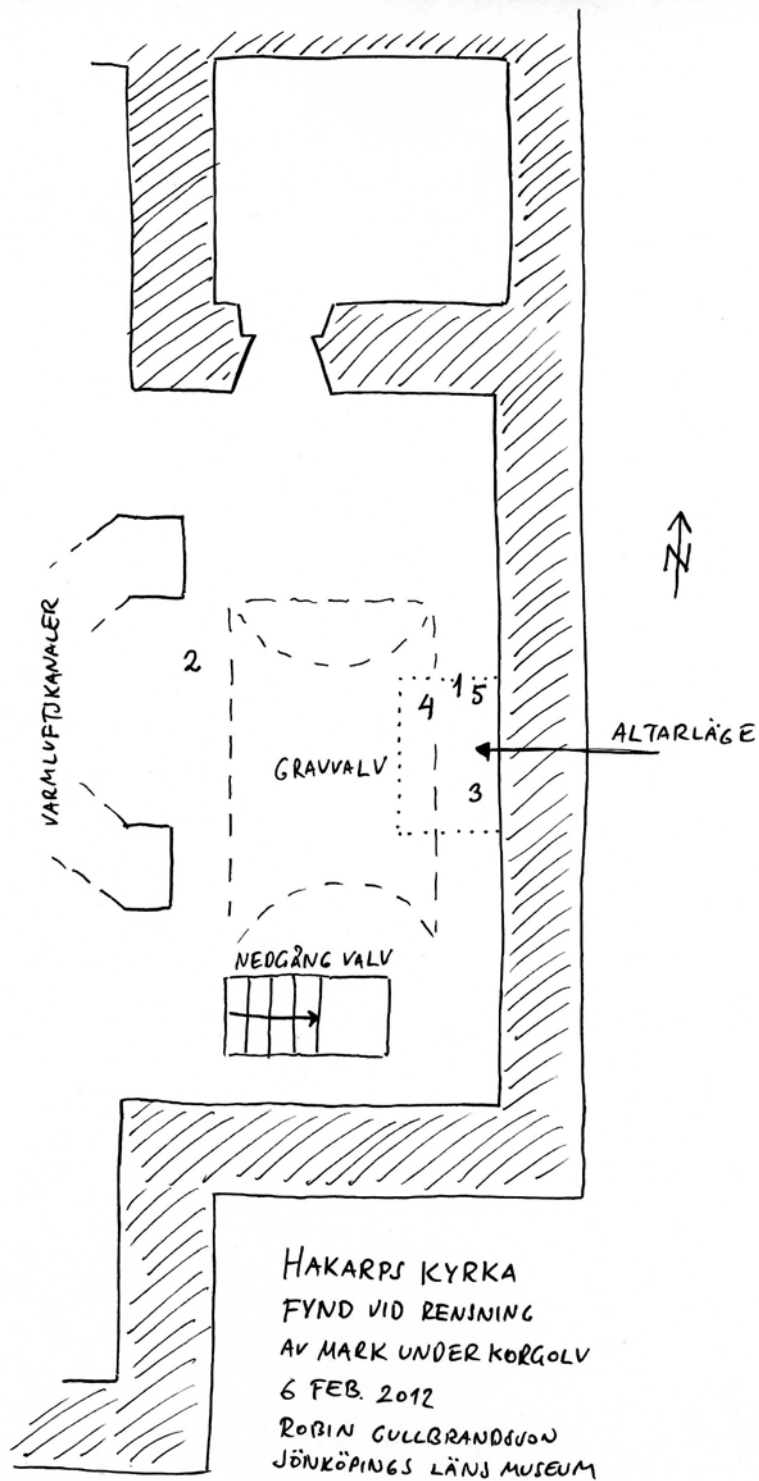 N
VARMLUFTSKANALER
2
1
5
4
ALTARLÄGE
GRAVVALV
3
NEDGÅNG VALV
HAKARPS KYRKA
FYND VID RENSNING
AV MARK UNDER KORGOLV
6 FEB. 2012
ROBIN GULLBRANDSSON
JÖNKÖPINGS LÄNS MUSEUM